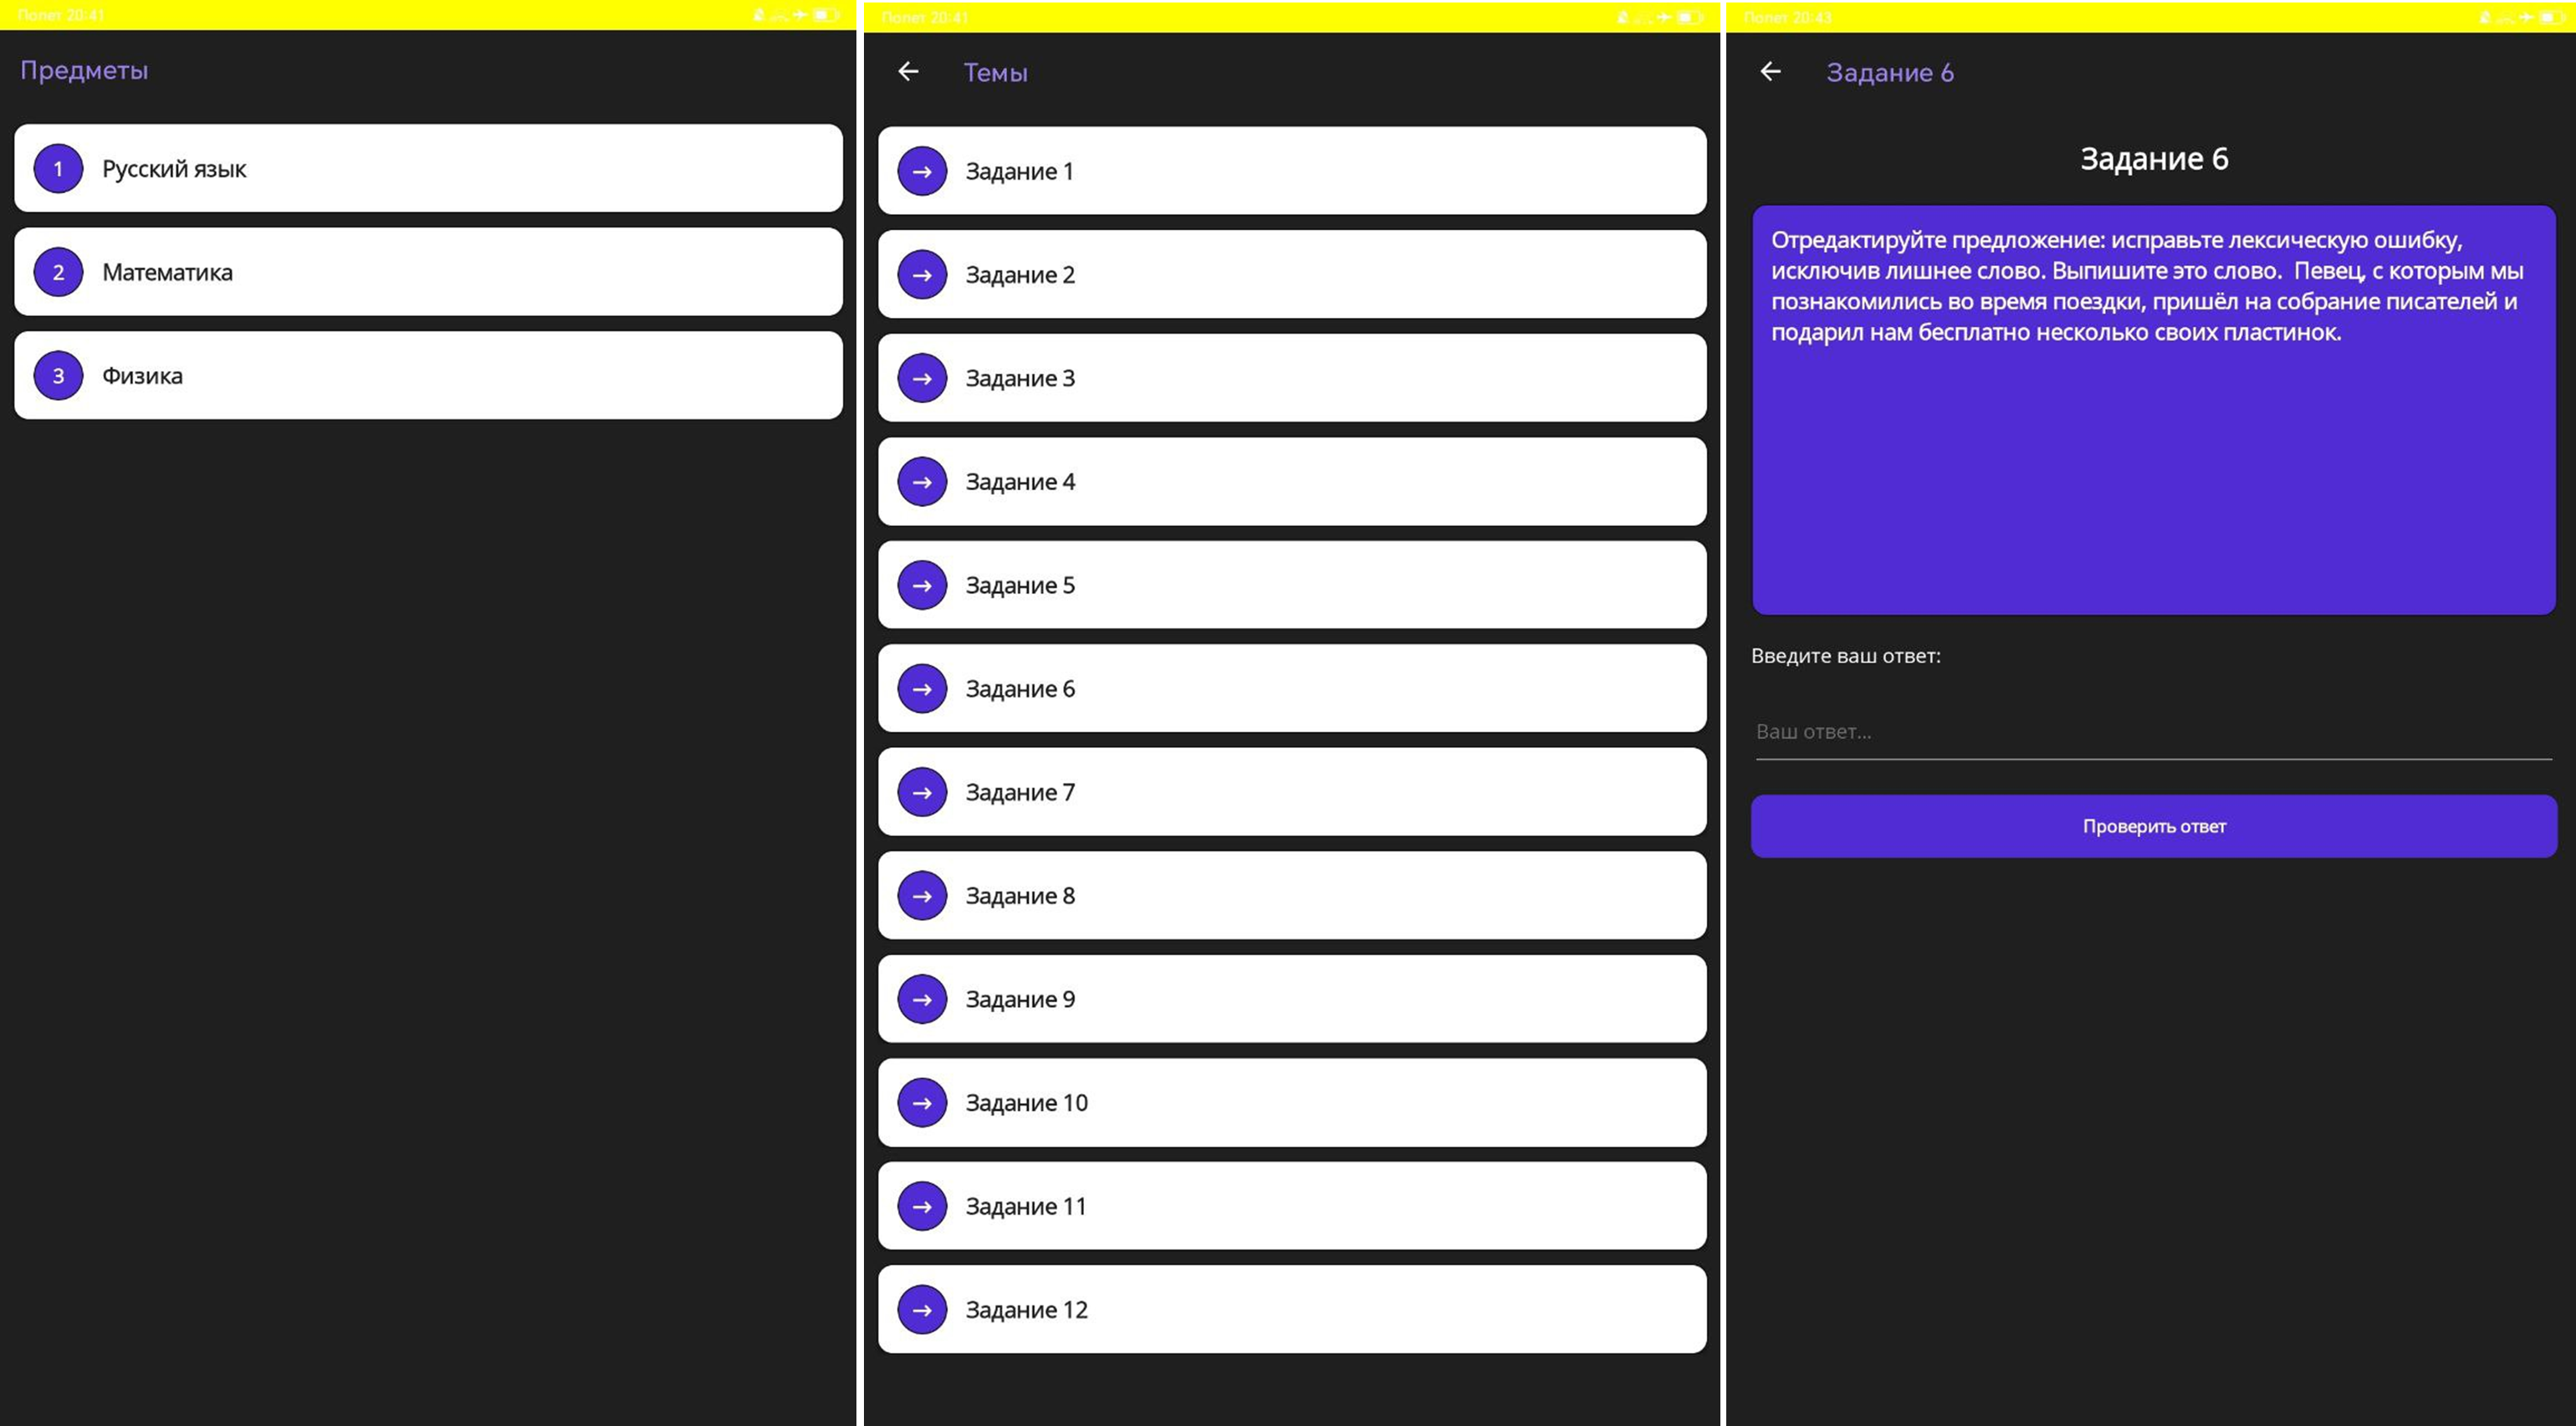 Полет 20:41
Предметы
1 Русский язык
2 Математика
3 Физика
Полет 20:41
Темы
Задание 1
Задание 2
Задание 3
Задание 4
Задание 5
Задание 6
Задание 7
Задание 8
Задание 9
Задание 10
Задание 11
Задание 12
Полет 20:43
Задание 6
Задание 6
Отредактируйте предложение: исправьте лексическую ошибку,
исключив лишнее слово. Выпишите это слово.  Певец, с которым мы
познакомились во время поездки, пришёл на собрание писателей и
подарил нам бесплатно несколько своих пластинок.
Введите ваш ответ:
Ваш ответ...
Проверить ответ